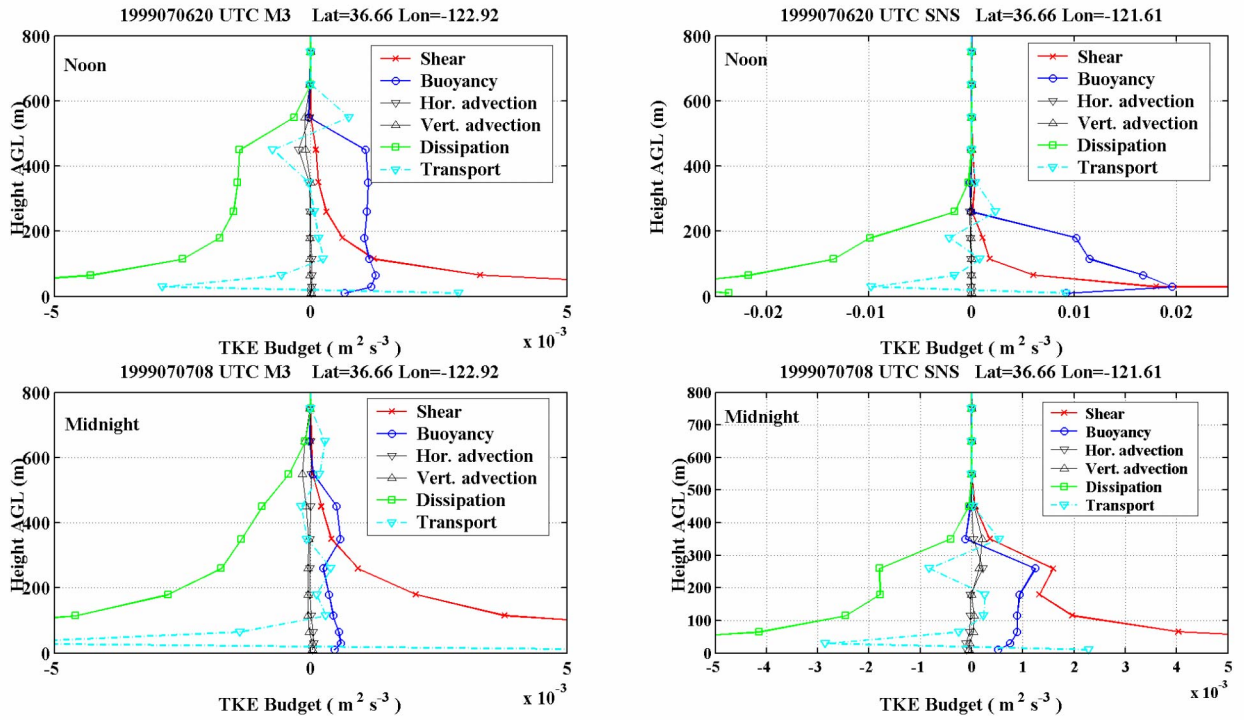 1999070620 UTC M3 Lat=36.66 Lon=-122.92
Noon
Shear
Buoyancy
Hor. advection
Vert. advection
Dissipation
Transport
Height AGL (m)
800
600
400
200
0
-5
0
5
x 10⁻³
TKE Budget ( m² s⁻³ )
1999070620 UTC SNS Lat=36.66 Lon=-121.61
Noon
Shear
Buoyancy
Hor. advection
Vert. advection
Dissipation
Transport
Height AGL (m)
800
600
400
200
0
-0.02
-0.01
0
0.01
0.02
TKE Budget ( m² s⁻³ )
1999070708 UTC M3 Lat=36.66 Lon=-122.92
Midnight
Shear
Buoyancy
Hor. advection
Vert. advection
Dissipation
Transport
Height AGL (m)
800
600
400
200
0
-5
0
5
x 10⁻³
TKE Budget ( m² s⁻³ )
1999070708 UTC SNS Lat=36.66 Lon=-121.61
Midnight
Shear
Buoyancy
Hor. advection
Vert. advection
Dissipation
Transport
Height AGL (m)
800
700
600
500
400
300
200
100
0
-5
-4
-3
-2
-1
0
1
2
3
4
5
x 10⁻³
TKE Budget ( m² s⁻³ )